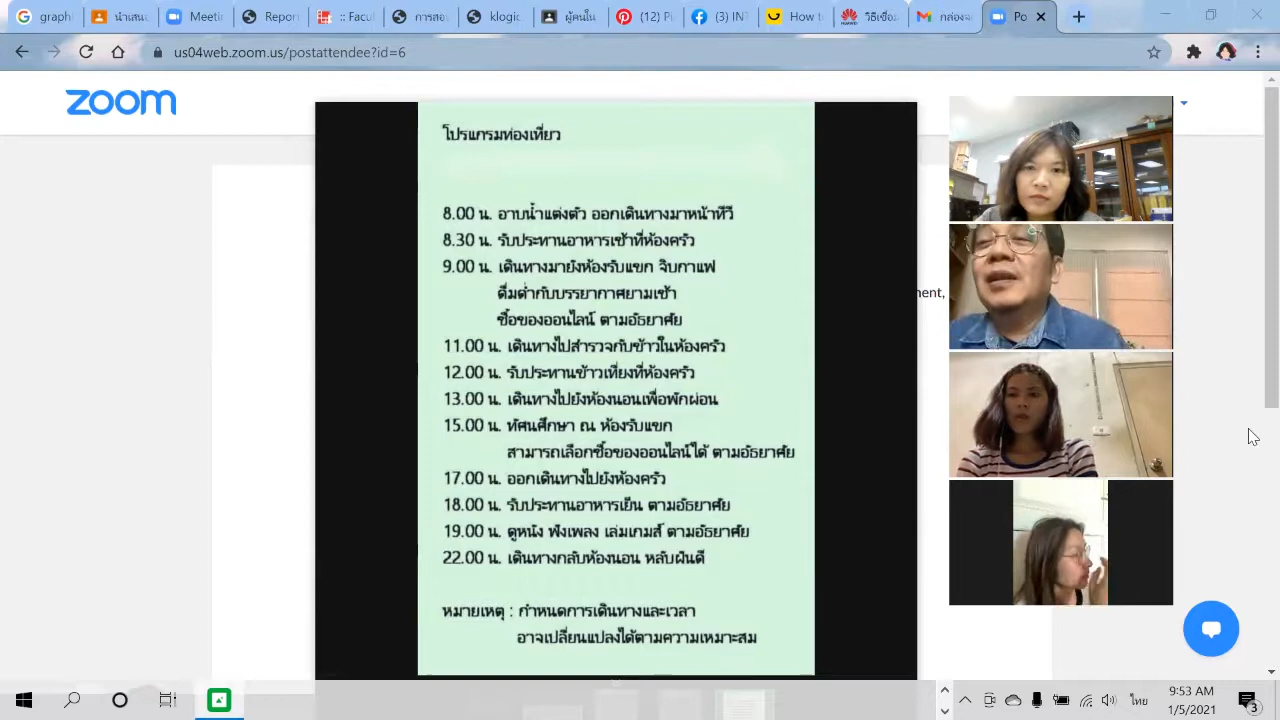 graph
Meetin
Report
:: Facu
klogic
(12) Pi
(3) INT
How t
Po
us04web.zoom.us/postattendee?id=6
zoom
โปรแกรมท่องเที่ยว
8.00 น. อาบน้ำแต่งตัว ออกเดินทางมาหน้าทีวี
8.30 น. รับประทานอาหารเช้าที่ห้องครัว
9.00 น. เดินทางมายังห้องรับแขก จิบกาแฟ
ดื่มด่ำกับบรรยากาศยามเช้า
ซื้อของออนไลน์ ตามอัธยาศัย
11.00 น. เดินทางไปสำรวจกับข้าวในห้องครัว
12.00 น. รับประทานข้าวเที่ยงที่ห้องครัว
13.00 น. เดินทางไปยังห้องนอนเพื่อพักผ่อน
15.00 น. ทัศนศึกษา ณ ห้องรับแขก
สามารถเลือกซื้อของออนไลน์ได้ ตามอัธยาศัย
17.00 น. ออกเดินทางไปยังห้องครัว
18.00 น. รับประทานอาหารเย็น ตามอัธยาศัย
19.00 น. ดูหนัง ฟังเพลง เล่มเกมส์ ตามอัธยาศัย
22.00 น. เดินทางกลับห้องนอน หลับฝันดี
หมายเหตุ : กำหนดการเดินทางและเวลา
อาจเปลี่ยนแปลงได้ตามความเหมาะสม
ment,
ไทย
9:53 AM
1/5/2021
3